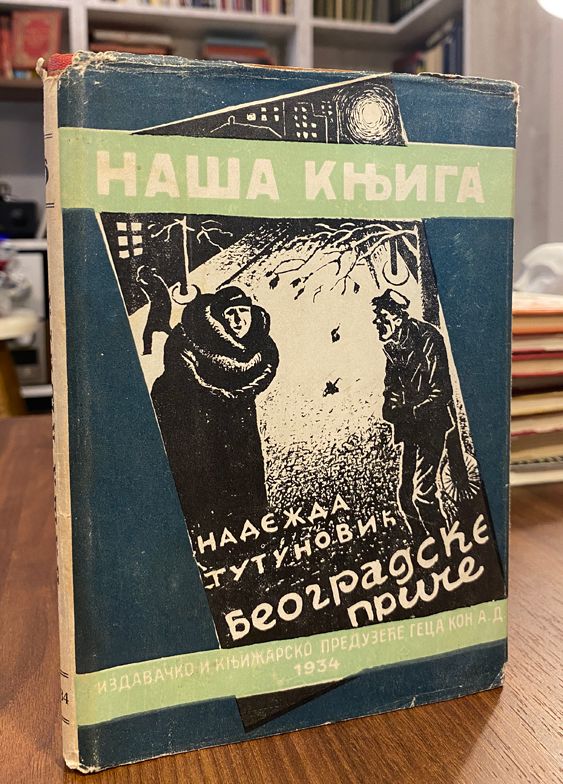 НАША КЊИГА
НАДЕЖДА
ТУТУНОВИЋ
Београдске
приче
ИЗДАВАЧКО И КЊИЖАРСКО ПРЕДУЗЕЋЕ ГЕЦА КОН А.Д.
1934